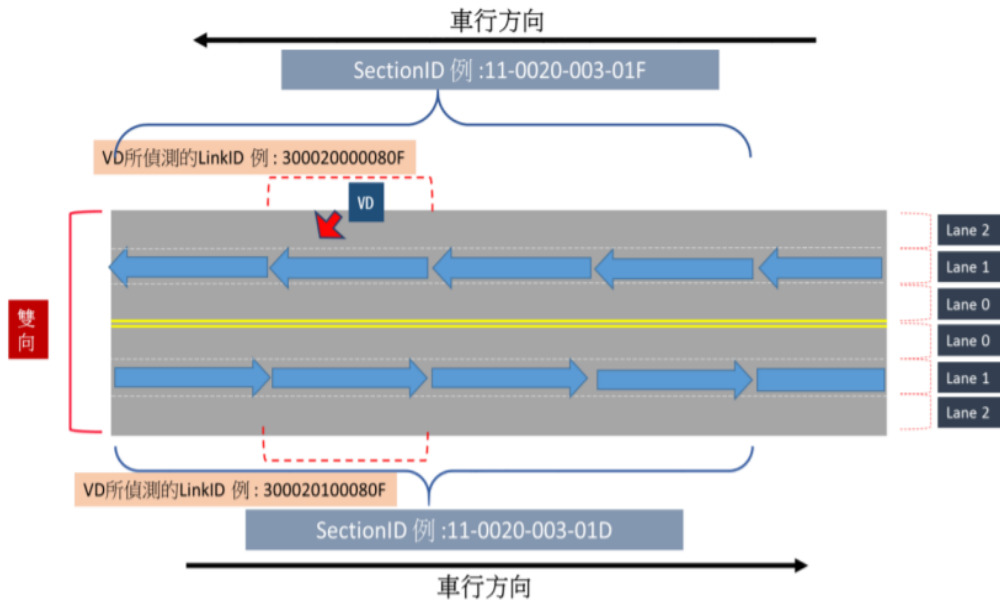 車行方向
SectionID 例 :11-0020-003-01F
VD所偵測的LinkID 例 : 300020000080F
VD
Lane 2
Lane 1
Lane 0
雙向
Lane 0
Lane 1
Lane 2
VD所偵測的LinkID 例 : 300020100080F
SectionID 例 :11-0020-003-01D
車行方向